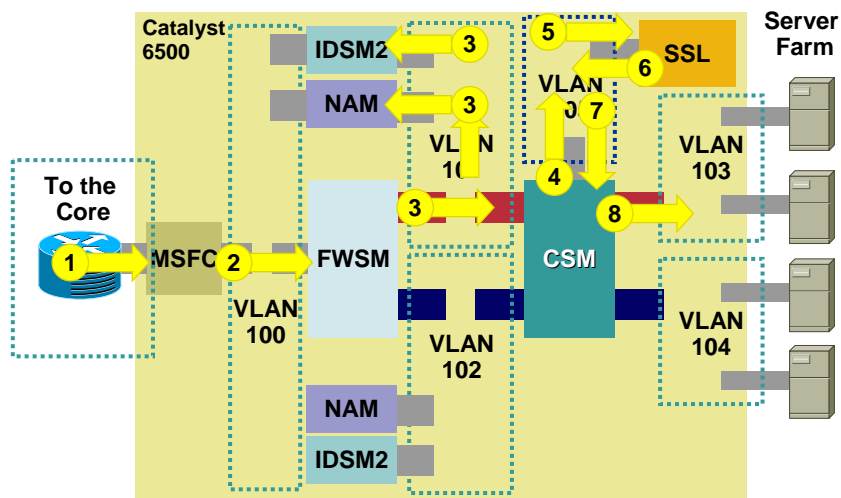 Catalyst
6500
IDSM2
3
5
SSL
6
Server
Farm
NAM
3
VLAN
7
VLAN
103
To the
Core
4
3
8
1
MSFC
2
FWSM
CSM
VLAN
100
VLAN
102
VLAN
104
NAM
IDSM2